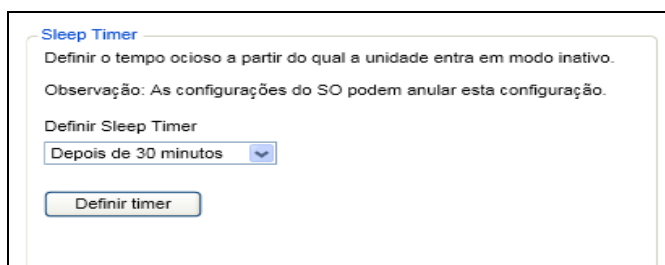 Sleep Timer
Definir o tempo ocioso a partir do qual a unidade entra em modo inativo.
Observação: As configurações do SO podem anular esta configuração.
Definir Sleep Timer
Depois de 30 minutos
Definir timer